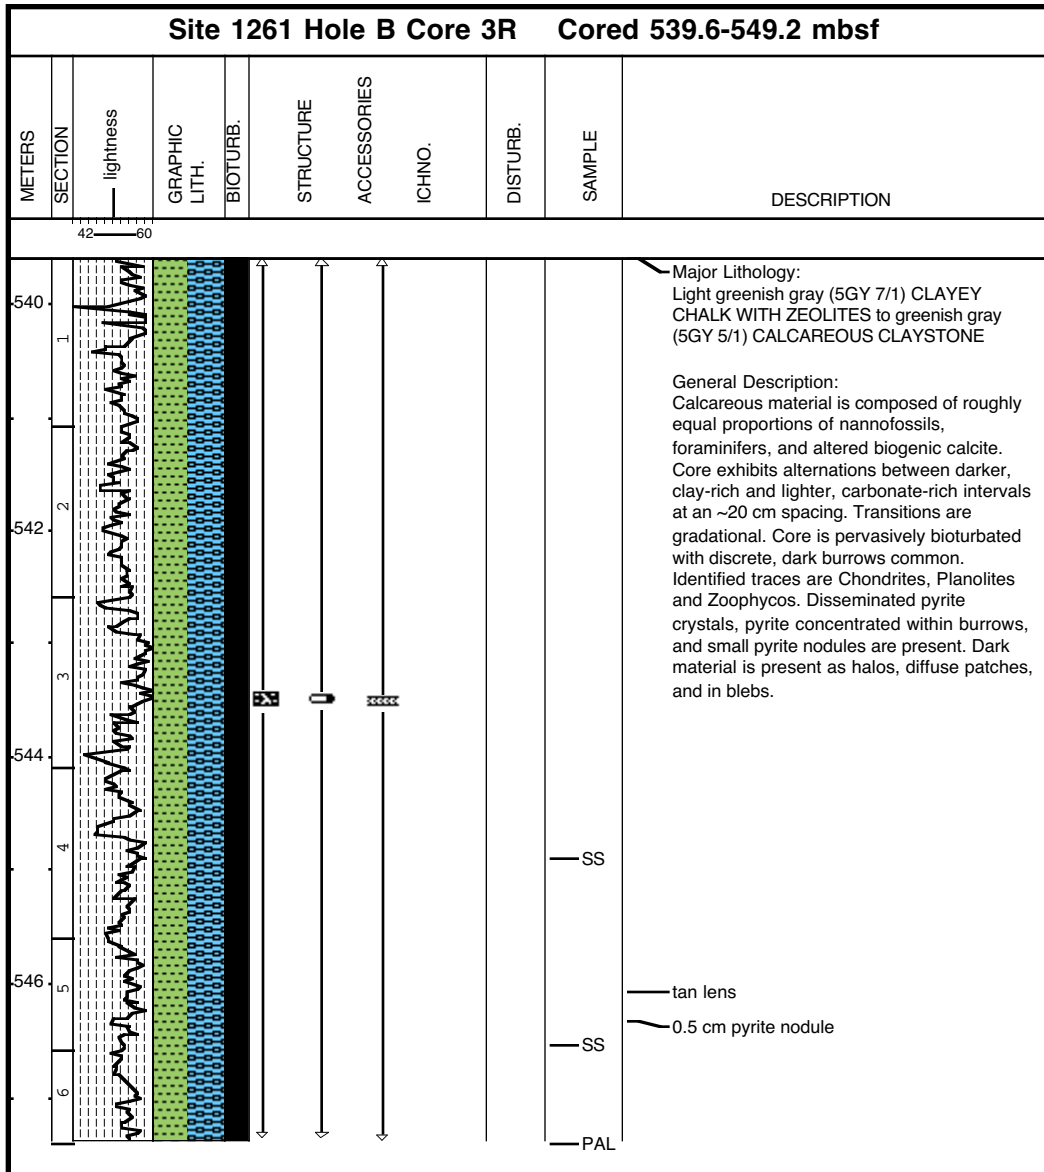 Site 1261 Hole B Core 3R Cored 539.6-549.2 mbsf
METERS
SECTION
lightness
GRAPHIC
LITH.
BIOTURB.
STRUCTURE
ACCESSORIES
ICHNO.
DISTURB.
SAMPLE
DESCRIPTION
42 60
Major Lithology:
Light greenish gray (5GY 7/1) CLAYEY
CHALK WITH ZEOLITES to greenish gray
(5GY 5/1) CALCAREOUS CLAYSTONE
General Description:
Calcareous material is composed of roughly
equal proportions of nannofossils,
foraminifers, and altered biogenic calcite.
Core exhibits alternations between darker,
clay-rich and lighter, carbonate-rich intervals
at an ~20 cm spacing. Transitions are
gradational. Core is pervasively bioturbated
with discrete, dark burrows common.
Identified traces are Chondrites, Planolites
and Zoophycos. Disseminated pyrite
crystals, pyrite concentrated within burrows,
and small pyrite nodules are present. Dark
material is present as halos, diffuse patches,
and in blebs.
540
1
2
542
3
544
4
SS
546
5
tan lens
0.5 cm pyrite nodule
SS
6
PAL